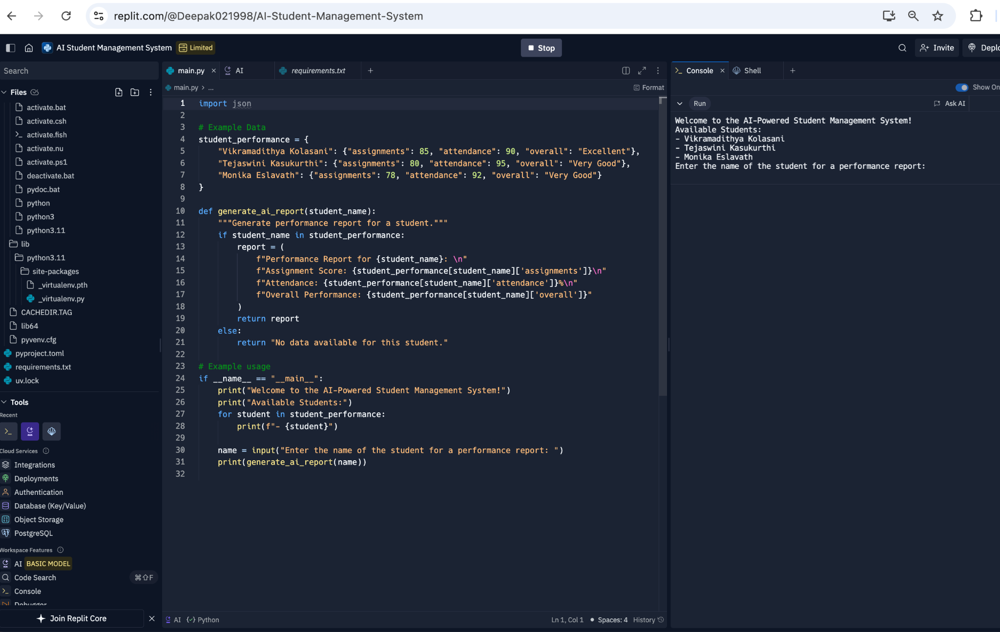 replit.com/@Deepak021998/AI-Student-Management-System
AI Student Management System
Limited
Stop
Invite
Deplo
Search
main.py
AI
requirements.txt
Console
Shell
Files
main.py > ...
Format
Show On
activate.bat
activate.csh
activate.fish
activate.nu
activate.ps1
deactivate.bat
pydoc.bat
python
python3
python3.11
lib
python3.11
site-packages
_virtualenv.pth
_virtualenv.py
CACHEDIR.TAG
lib64
pyvenv.cfg
pyproject.toml
requirements.txt
uv.lock
Tools
Recent
Cloud Services
Integrations
Deployments
Authentication
Database (Key/Value)
Object Storage
PostgreSQL
Workspace Features
AI BASIC MODEL
Code Search ⌘⇧F
Console
Debugger
Join Replit Core
1 import json
2
3 # Example Data
4 student_performance = {
5     "Vikramadithya Kolasani": {"assignments": 85, "attendance": 90, "overall": "Excellent"},
6     "Tejaswini Kasukurthi": {"assignments": 80, "attendance": 95, "overall": "Very Good"},
7     "Monika Eslavath": {"assignments": 78, "attendance": 92, "overall": "Very Good"}
8 }
9
10 def generate_ai_report(student_name):
11     """Generate performance report for a student."""
12     if student_name in student_performance:
13         report = (
14             f"Performance Report for {student_name}: \n"
15             f"Assignment Score: {student_performance[student_name]['assignments']}\n"
16             f"Attendance: {student_performance[student_name]['attendance']}%\n"
17             f"Overall Performance: {student_performance[student_name]['overall']}"
18         )
19         return report
20     else:
21         return "No data available for this student."
22
23 # Example usage
24 if __name__ == "__main__":
25     print("Welcome to the AI-Powered Student Management System!")
26     print("Available Students:")
27     for student in student_performance:
28         print(f"- {student}")
29
30     name = input("Enter the name of the student for a performance report: ")
31     print(generate_ai_report(name))
32
AI
Python
Ln 1, Col 1
Spaces: 4
History
Run
Ask AI
Welcome to the AI-Powered Student Management System!
Available Students:
- Vikramadithya Kolasani
- Tejaswini Kasukurthi
- Monika Eslavath
Enter the name of the student for a performance report: